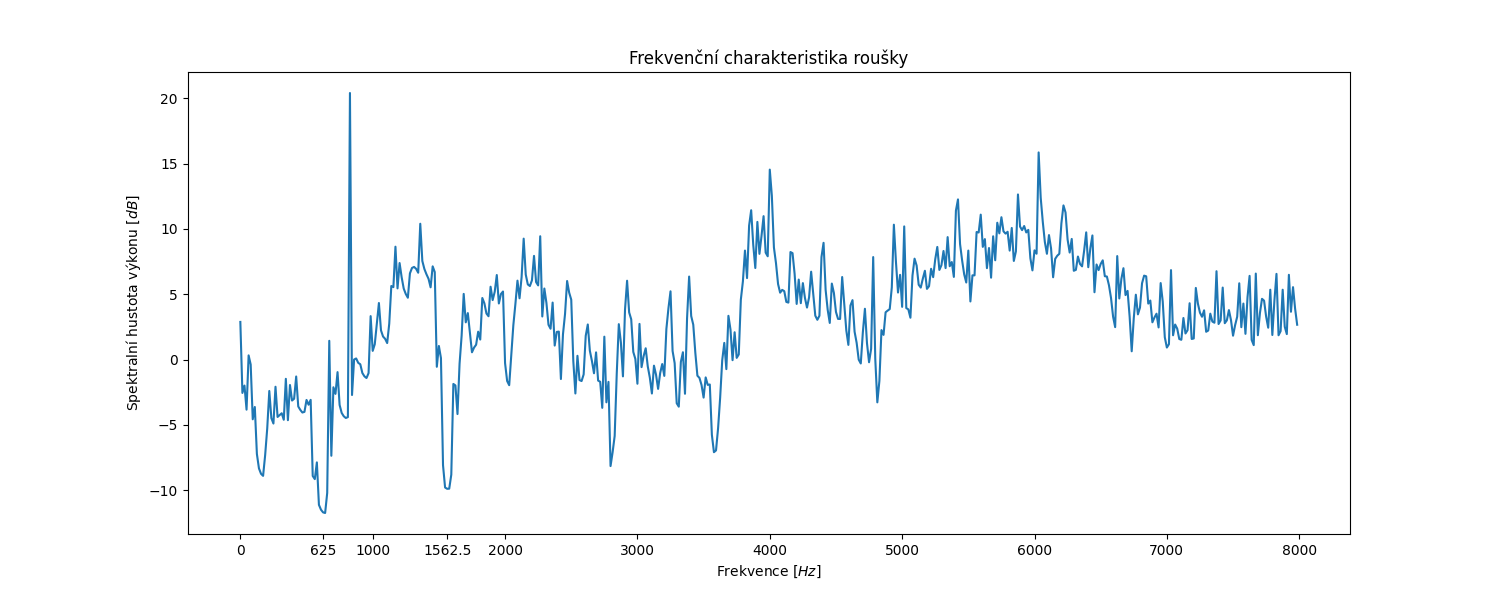 Frekvenční charakteristika roušky
Spektralní hustota výkonu [dB]
20
15
10
5
0
−5
−10
0 625 1000 1562.5 2000 3000 4000 5000 6000 7000 8000
Frekvence [Hz]